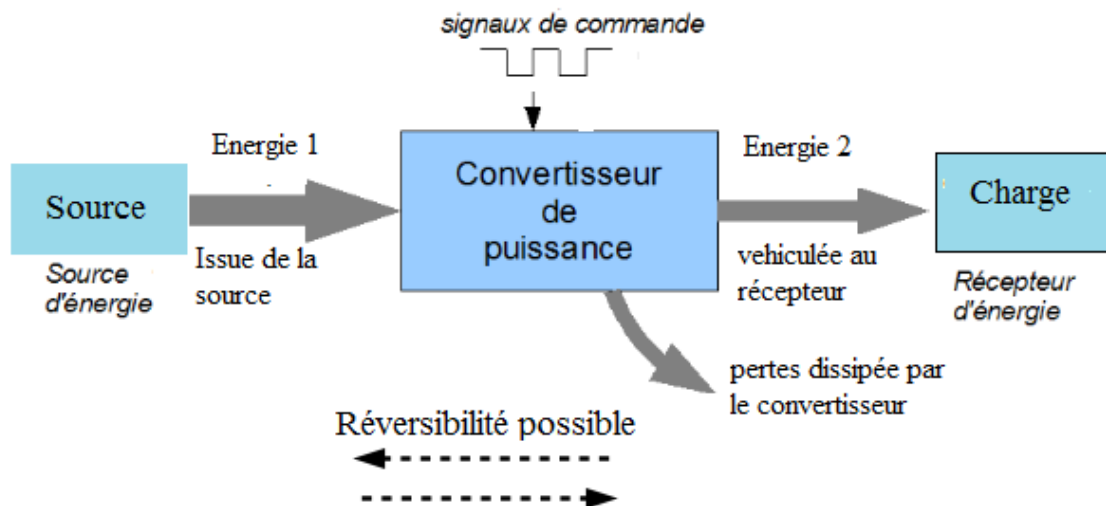 signaux de commande
Energie 1
Convertisseur
de
puissance
Energie 2
Source
Charge
Issue de la
source
vehiculée au
récepteur
Source
d'énergie
Récepteur
d'énergie
pertes dissipée par
le convertisseur
Réversibilité possible